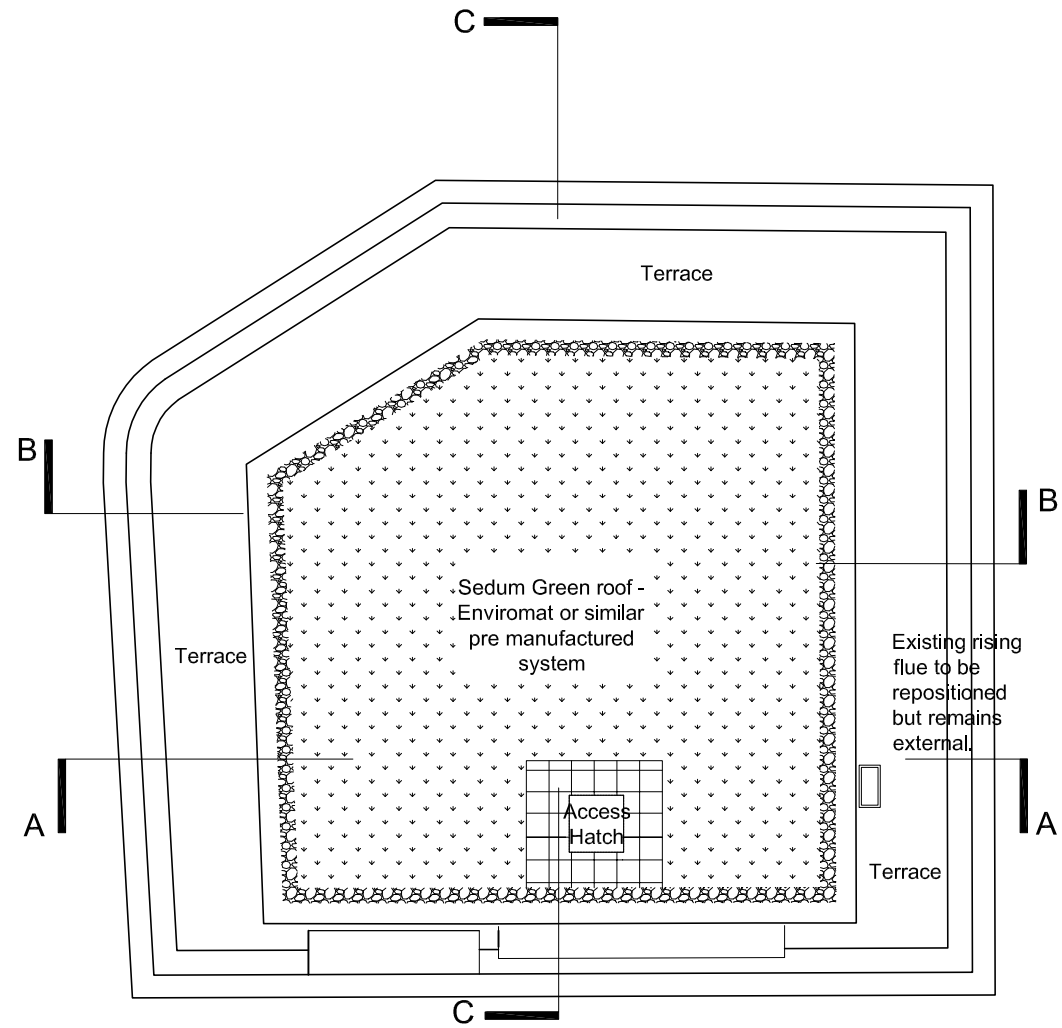 C
Terrace
B
B
Sedum Green roof -
Enviromat or similar
pre manufactured
system
Terrace
Existing rising
flue to be
repositioned
but remains
external.
A
Access
Hatch
A
Terrace
C